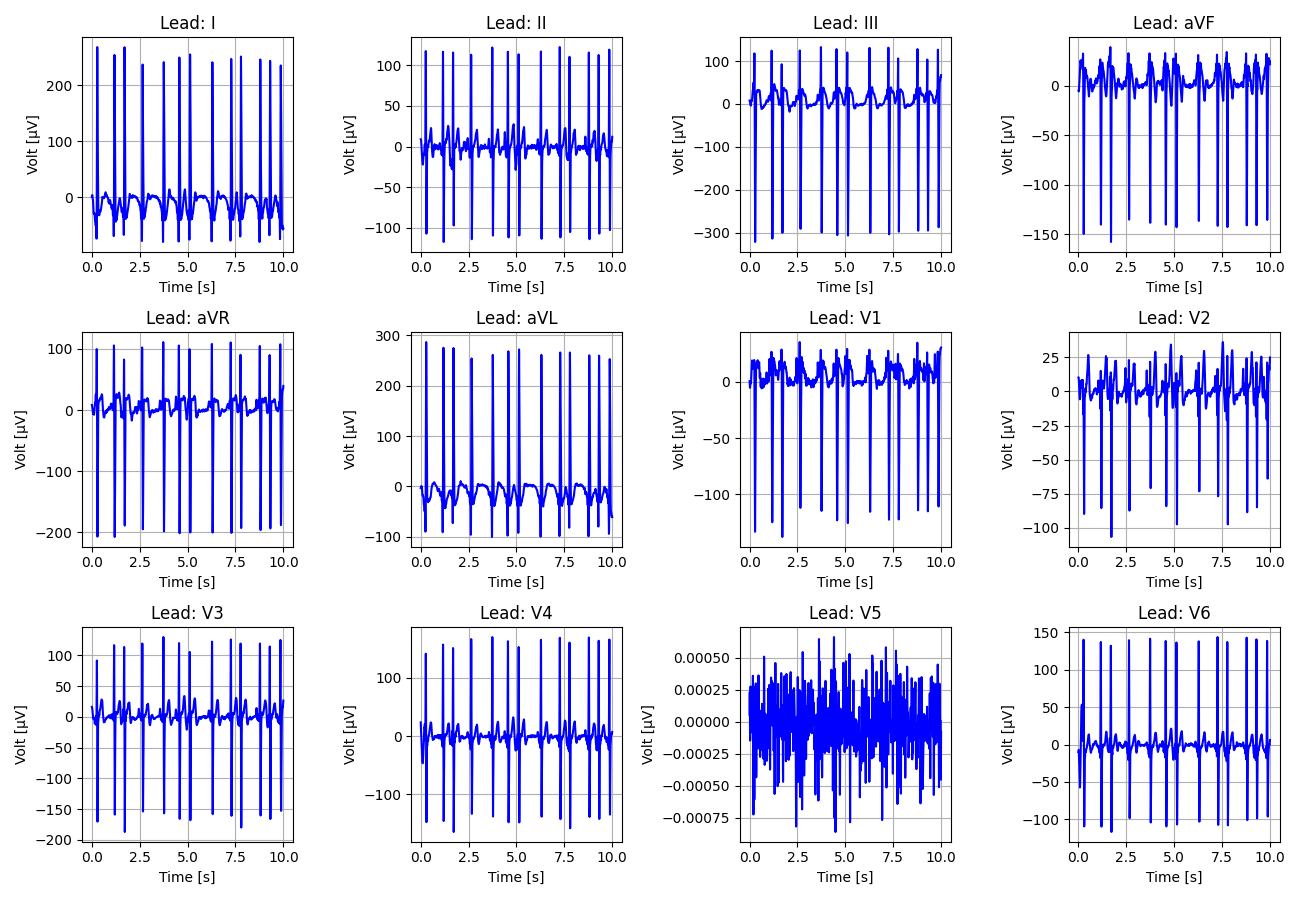 Lead: I
Volt [µV]
200
100
0
0.0 2.5 5.0 7.5 10.0
Time [s]
Lead: II
Volt [µV]
100
50
0
−50
−100
0.0 2.5 5.0 7.5 10.0
Time [s]
Lead: III
Volt [µV]
100
0
−100
−200
−300
0.0 2.5 5.0 7.5 10.0
Time [s]
Lead: aVF
Volt [µV]
0
−50
−100
−150
0.0 2.5 5.0 7.5 10.0
Time [s]
Lead: aVR
Volt [µV]
100
0
−100
−200
0.0 2.5 5.0 7.5 10.0
Time [s]
Lead: aVL
Volt [µV]
300
200
100
0
−100
0.0 2.5 5.0 7.5 10.0
Time [s]
Lead: V1
Volt [µV]
0
−50
−100
0.0 2.5 5.0 7.5 10.0
Time [s]
Lead: V2
Volt [µV]
25
0
−25
−50
−75
−100
0.0 2.5 5.0 7.5 10.0
Time [s]
Lead: V3
Volt [µV]
100
50
0
−50
−100
−150
−200
0.0 2.5 5.0 7.5 10.0
Time [s]
Lead: V4
Volt [µV]
100
0
−100
0.0 2.5 5.0 7.5 10.0
Time [s]
Lead: V5
Volt [µV]
0.00050
0.00025
0.00000
−0.00025
−0.00050
−0.00075
0.0 2.5 5.0 7.5 10.0
Time [s]
Lead: V6
Volt [µV]
150
100
50
0
−50
−100
0.0 2.5 5.0 7.5 10.0
Time [s]